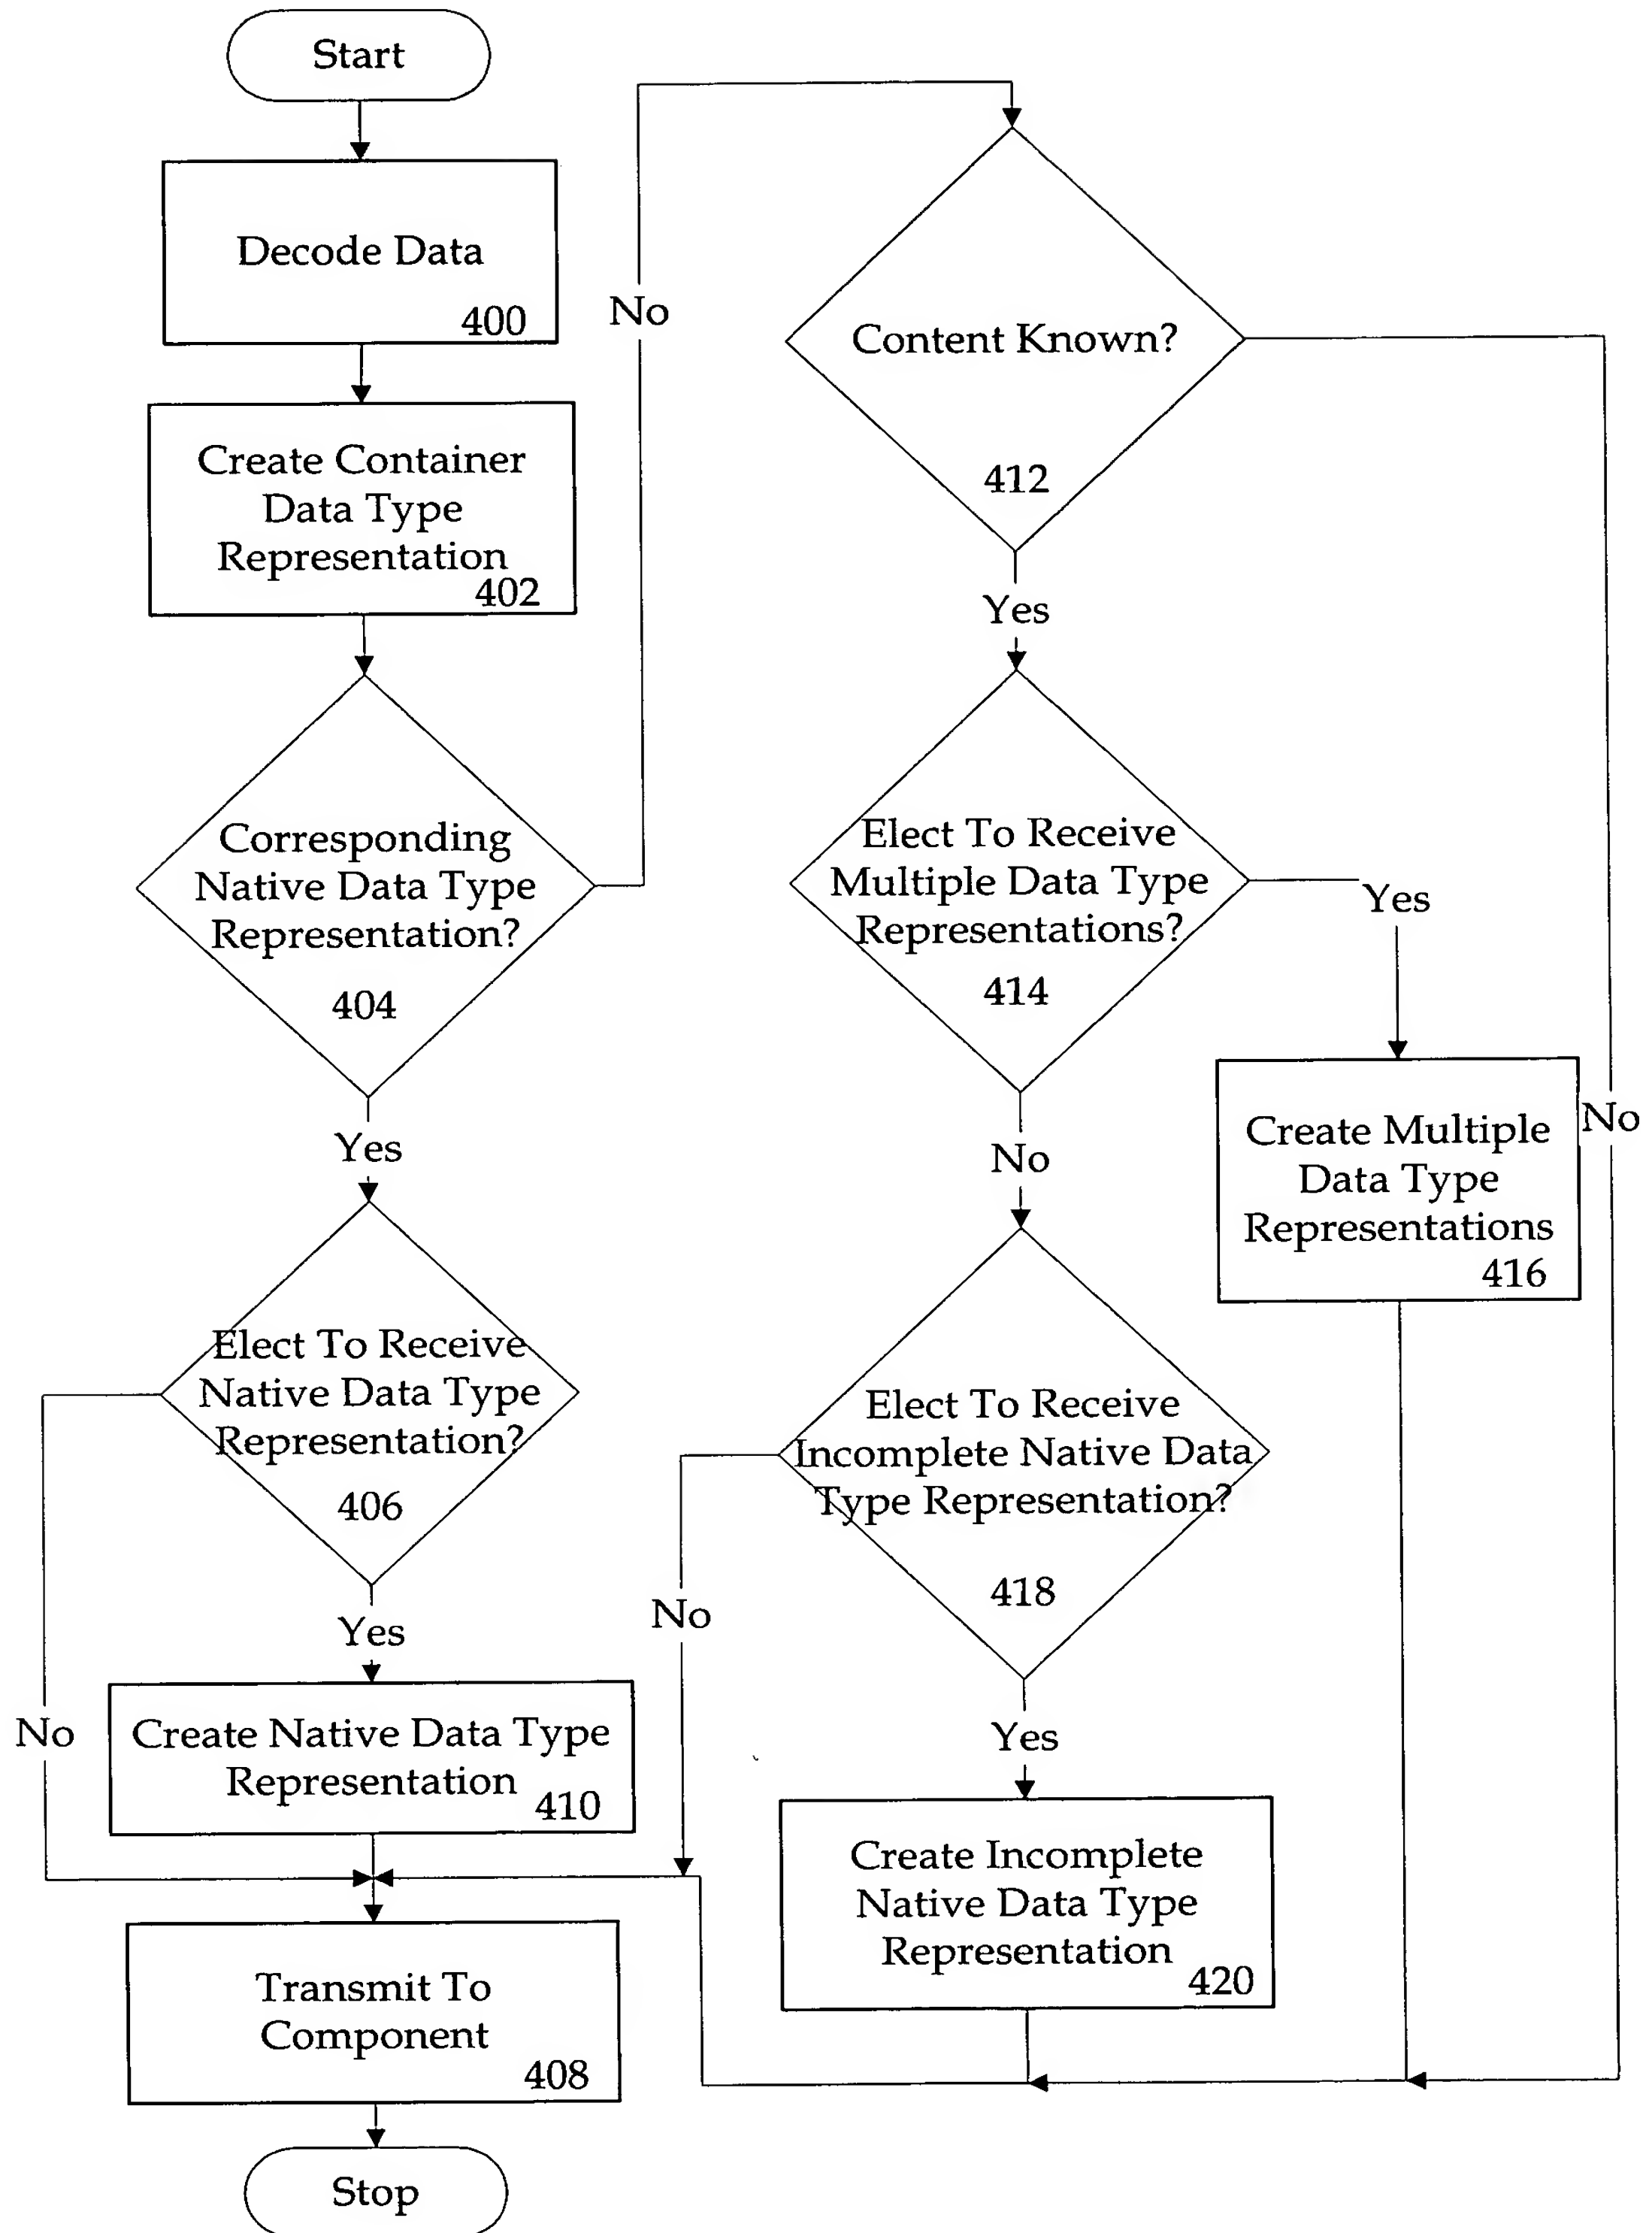 Start
Decode Data
400
Create Container
Data Type
Representation
402
Corresponding
Native Data Type
Representation?
404
Yes
Elect To Receive
Native Data Type
Representation?
406
Yes
No
Create Native Data Type
Representation
410
Transmit To
Component
408
Stop
No
Content Known?
412
Yes
Elect To Receive
Multiple Data Type
Representations?
414
Yes
No
Create Multiple
Data Type
Representations
416
No
Elect To Receive
Incomplete Native Data
Type Representation?
418
No
Yes
Create Incomplete
Native Data Type
Representation
420